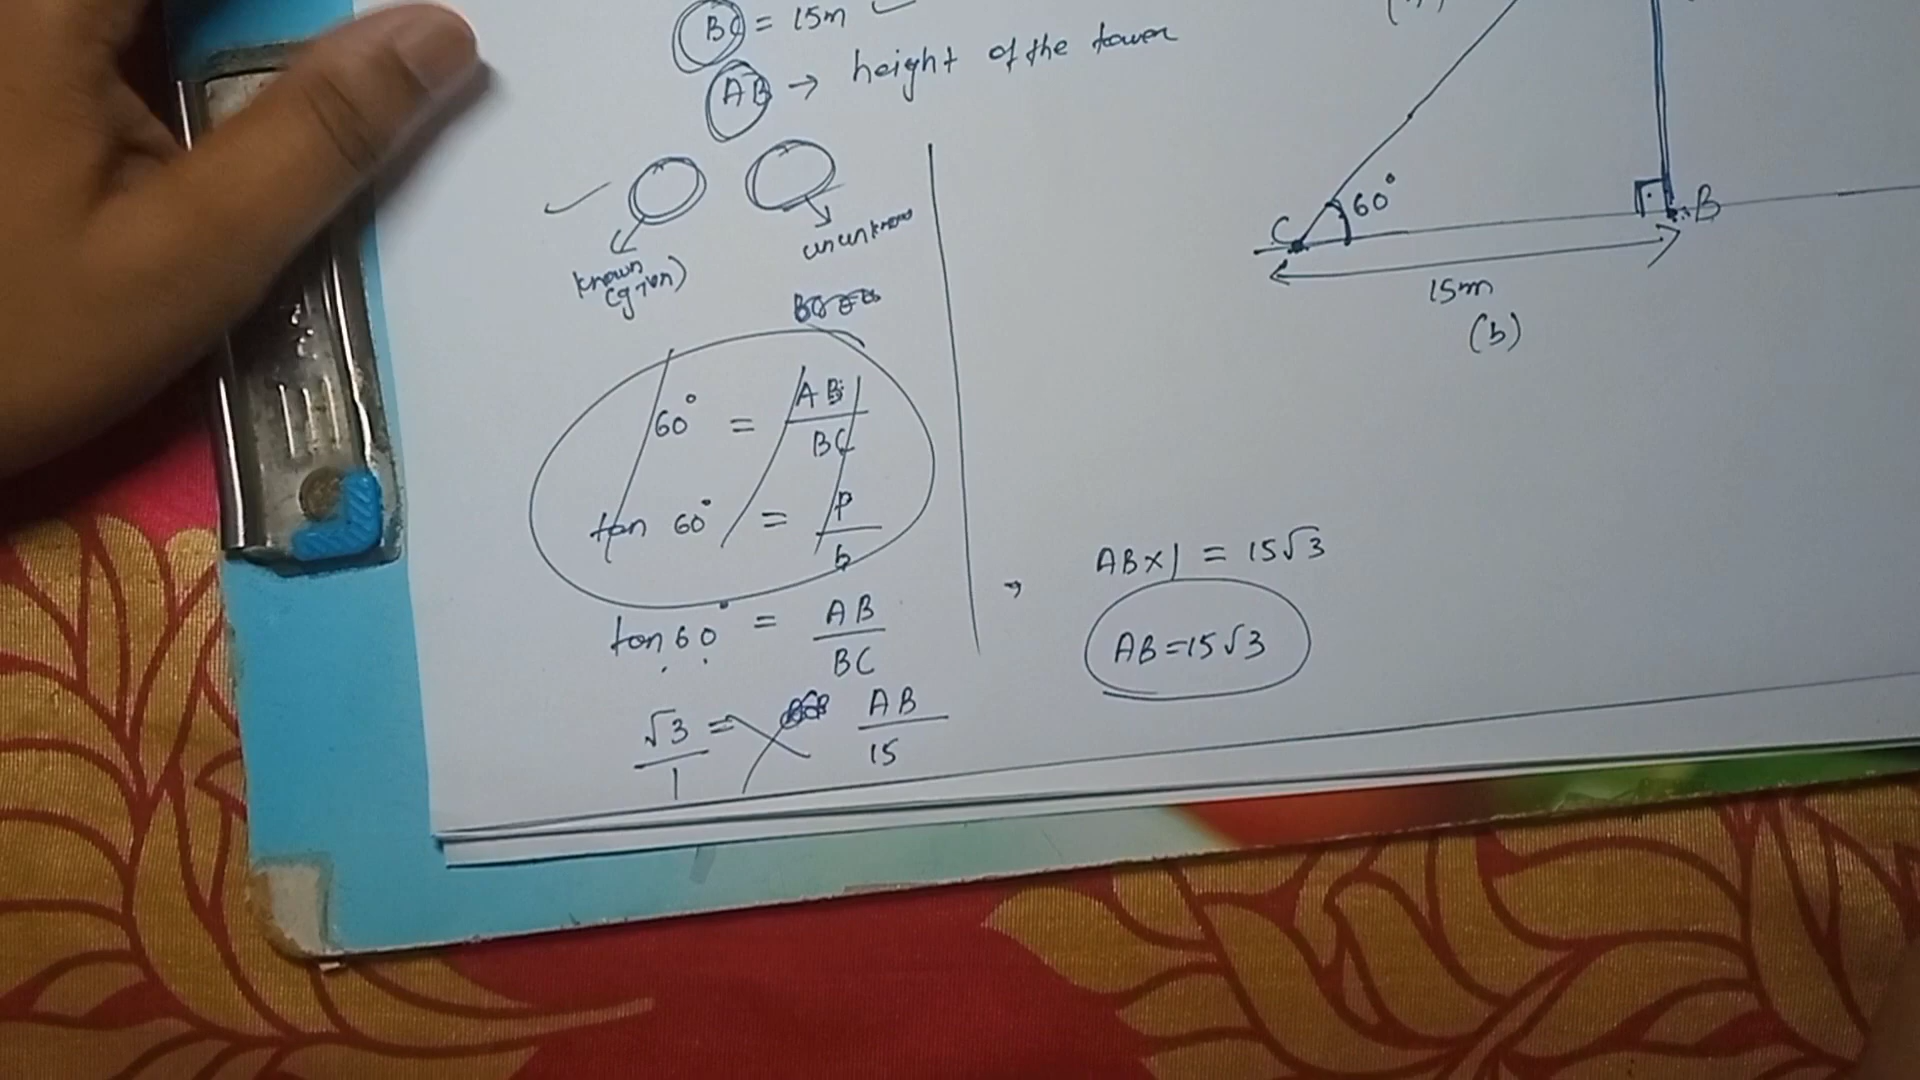 BC = 15m
AB → height of the tower
known
(given)
60° = AB/BC
tan 60° = p/b
tan 60° = AB/BC
√3/1 = AB/15
AB×1 = 15√3
AB=15√3
C 60° B
15m
(b)